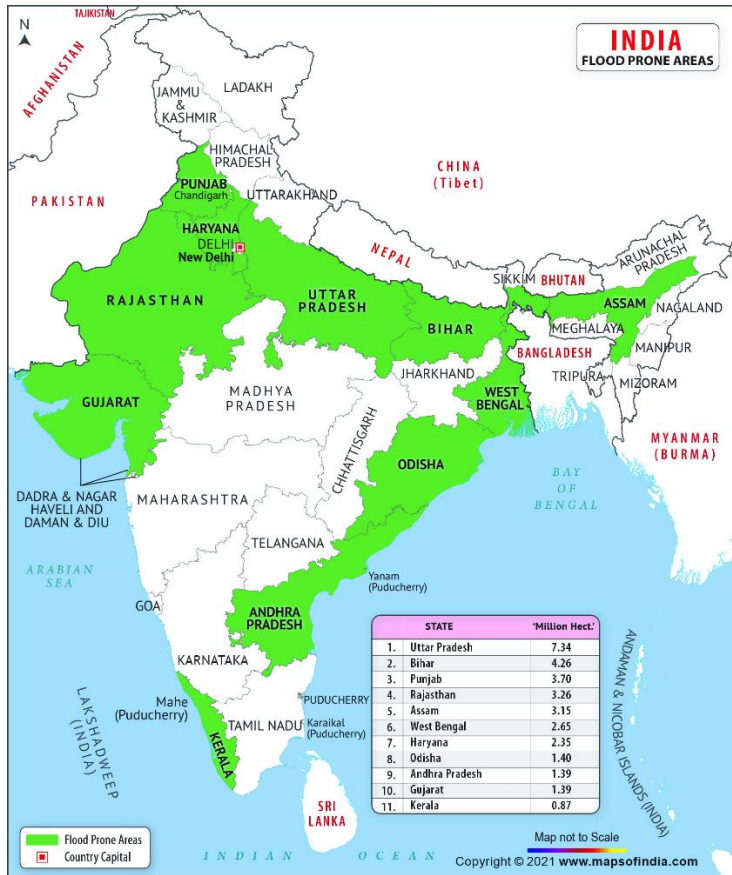 TAJIKISTAN
N
INDIA
FLOOD PRONE AREAS
AFGHANISTAN
LADAKH
JAMMU
&
KASHMIR
HIMACHAL
PRADESH
CHINA
(Tibet)
PUNJAB
Chandigarh
UTTARAKHAND
PAKISTAN
HARYANA
DELHI
New Delhi
NEPAL
ARUNACHAL
PRADESH
SIKKIM
BHUTAN
RAJASTHAN
UTTAR
PRADESH
ASSAM
NAGALAND
BIHAR
MEGHALAYA
MANIPUR
BANGLADESH
JHARKHAND
TRIPURA
MIZORAM
GUJARAT
MADHYA
PRADESH
WEST
BENGAL
MYANMAR
(BURMA)
CHHATTISGARH
ODISHA
BAY
OF
BENGAL
DADRA & NAGAR
HAVELI AND
DAMAN & DIU
MAHARASHTRA
TELANGANA
ARABIAN
SEA
Yanam
(Puducherry)
GOA
ANDHRA
PRADESH
KARNATAKA
STATE 'Million Hect.'
1. Uttar Pradesh 7.34
2. Bihar 4.26
3. Punjab 3.70
4. Rajasthan 3.26
5. Assam 3.15
6. West Bengal 2.65
7. Haryana 2.35
8. Odisha 1.40
9. Andhra Pradesh 1.39
10. Gujarat 1.39
11. Kerala 0.87
ANDAMAN & NICOBAR ISLANDS (INDIA)
LAKSHADWEEP
(INDIA)
Mahe
(Puducherry)
PUDUCHERRY
TAMIL NADU
Karaikal
(Puducherry)
KERALA
SRI
LANKA
Flood Prone Areas
Country Capital
INDIAN OCEAN
Map not to Scale
Copyright © 2021 www.mapsofindia.com